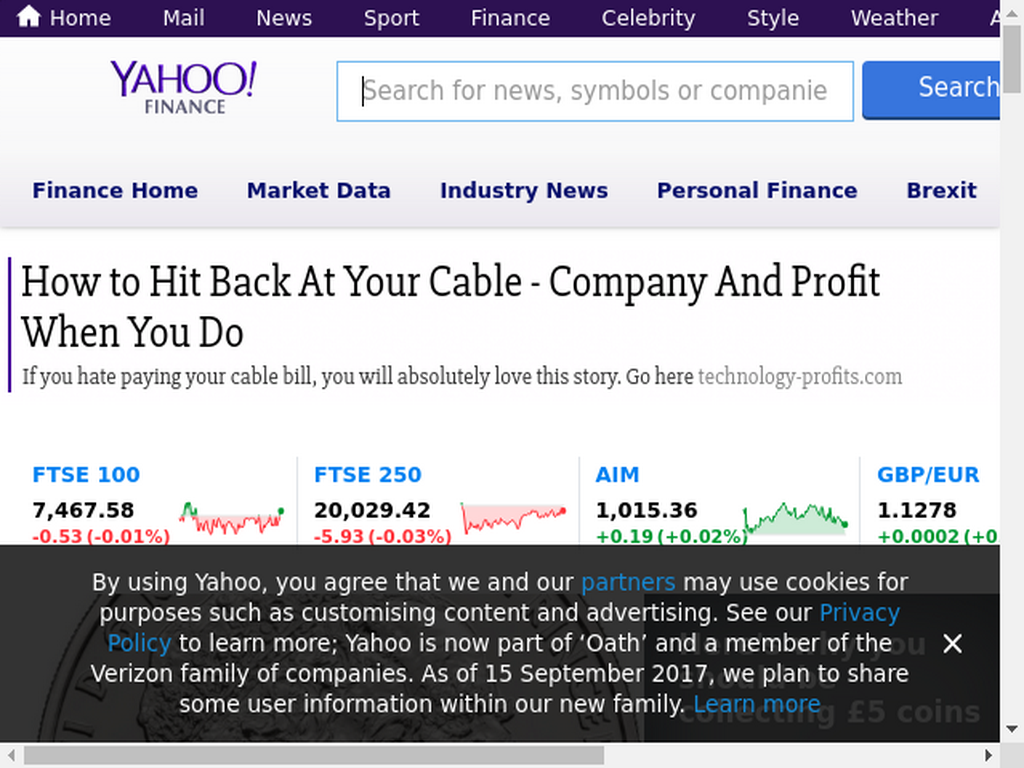 Home Mail News Sport Finance Celebrity Style Weather A
YAHOO!
FINANCE
Search for news, symbols or companie
Search
Finance Home Market Data Industry News Personal Finance Brexit
How to Hit Back At Your Cable - Company And Profit
When You Do
If you hate paying your cable bill, you will absolutely love this story. Go here technology-profits.com
FTSE 100 FTSE 250 AIM GBP/EUR
7,467.58 20,029.42 1,015.36 1.1278
-0.53 (-0.01%) -5.93 (-0.03%) +0.19 (+0.02%) +0.0002 (+0
By using Yahoo, you agree that we and our partners may use cookies for
purposes such as customising content and advertising. See our Privacy
Policy to learn more; Yahoo is now part of ‘Oath’ and a member of the
Verizon family of companies. As of 15 September 2017, we plan to share
some user information within our new family. Learn more
collecting £5 coins